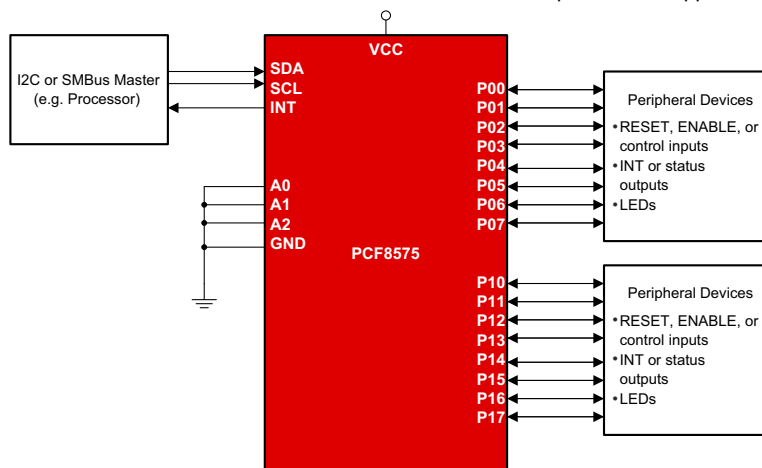 VCC
I2C or SMBus Master
(e.g. Processor)
SDA
SCL
INT
A0
A1
A2
GND
PCF8575
P00
P01
P02
P03
P04
P05
P06
P07
Peripheral Devices
•RESET, ENABLE, or
control inputs
•INT or status
outputs
•LEDs
P10
P11
P12
P13
P14
P15
P16
P17
Peripheral Devices
•RESET, ENABLE, or
control inputs
•INT or status
outputs
•LEDs